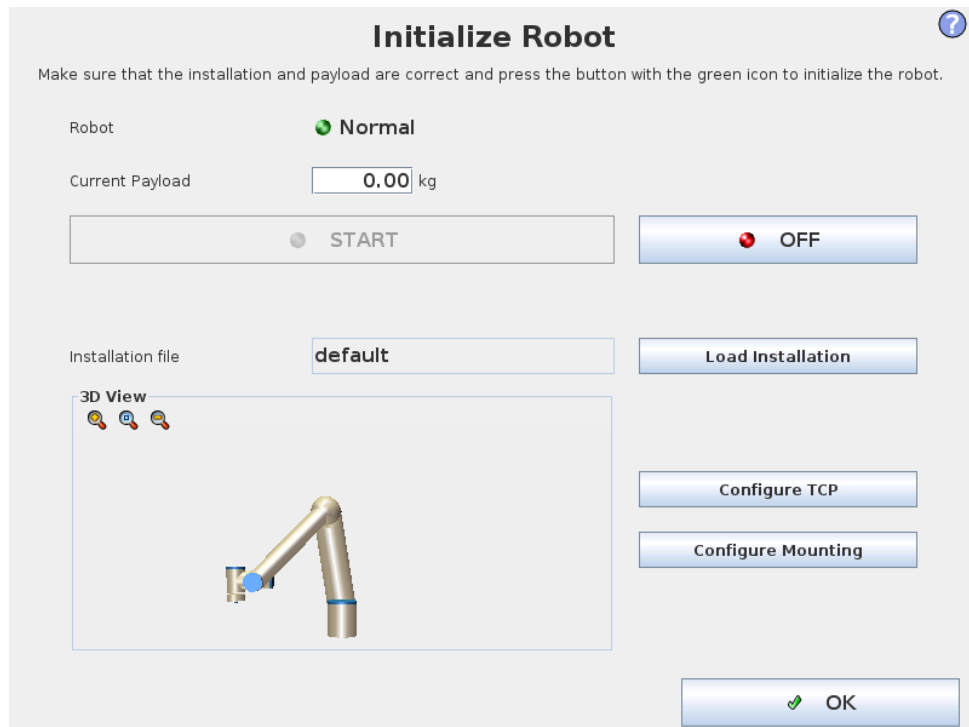 Initialize Robot
?
Make sure that the installation and payload are correct and press the button with the green icon to initialize the robot.
Robot
Normal
Current Payload
0.00 kg
START
OFF
Installation file
default
Load Installation
3D View
Configure TCP
Configure Mounting
OK